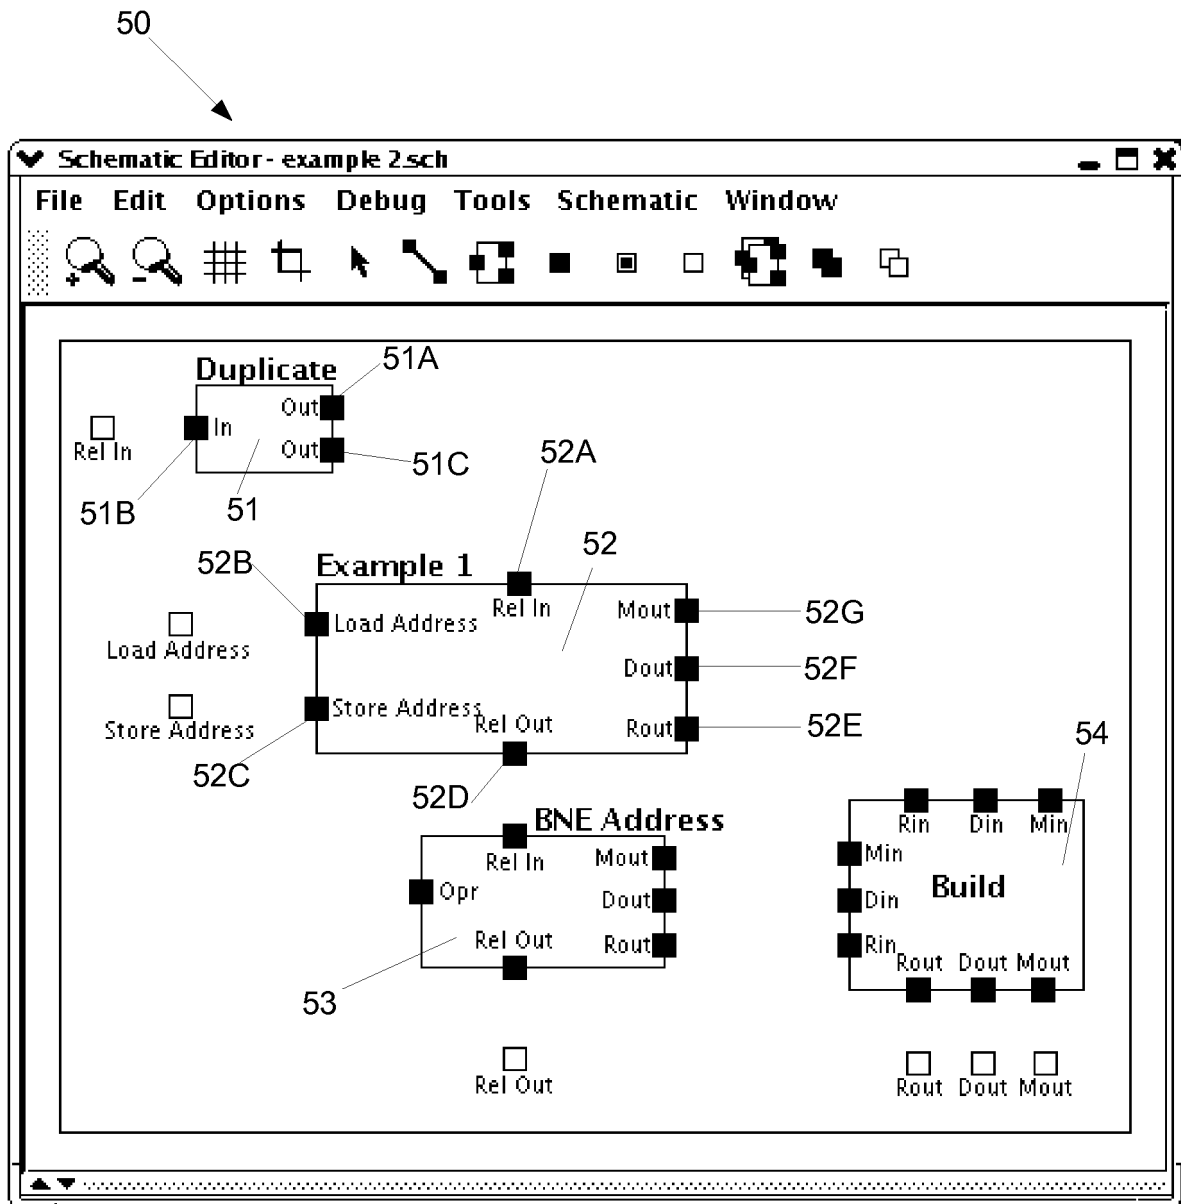 50
Schematic Editor - example 2.sch
File Edit Options Debug Tools Schematic Window
Duplicate
51A
Out
In
Rel In
Out
51C
52A
51B
51
52
52B
Example 1
Rel In
Mout
52G
Load Address
Load Address
Dout
52F
Store Address
Rel Out
Rout
52E
Store Address
54
52C
52D
BNE Address
Rin Din Min
Rel In
Mout
Min
Opr
Dout
Build
Din
Rel Out
Rout
Rin
Rout Dout Mout
53
Rel Out
Rout Dout Mout